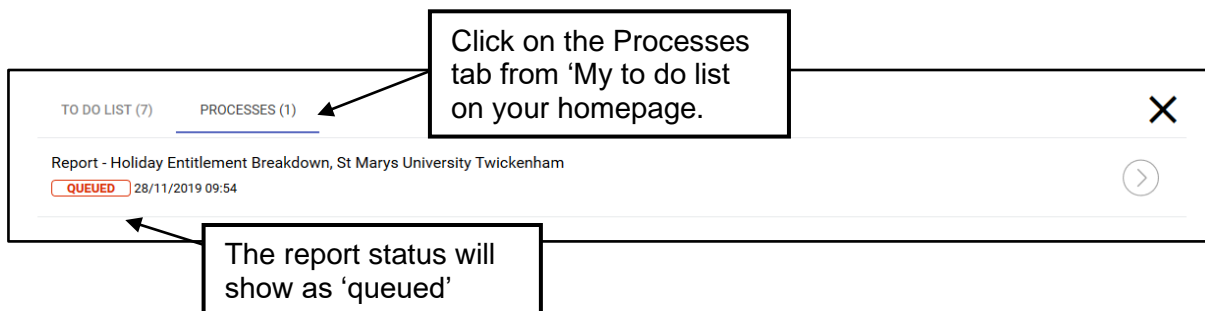 Click on the Processes
tab from ‘My to do list
on your homepage.
TO DO LIST (7) PROCESSES (1)
Report - Holiday Entitlement Breakdown, St Marys University Twickenham
QUEUED 28/11/2019 09:54
The report status will
show as ‘queued’